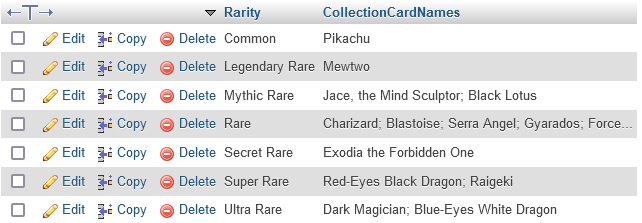 Rarity CollectionCardNames
Edit Copy Delete Common Pikachu
Edit Copy Delete Legendary Rare Mewtwo
Edit Copy Delete Mythic Rare Jace, the Mind Sculptor; Black Lotus
Edit Copy Delete Rare Charizard; Blastoise; Serra Angel; Gyarados; Force...
Edit Copy Delete Secret Rare Exodia the Forbidden One
Edit Copy Delete Super Rare Red-Eyes Black Dragon; Raigeki
Edit Copy Delete Ultra Rare Dark Magician; Blue-Eyes White Dragon